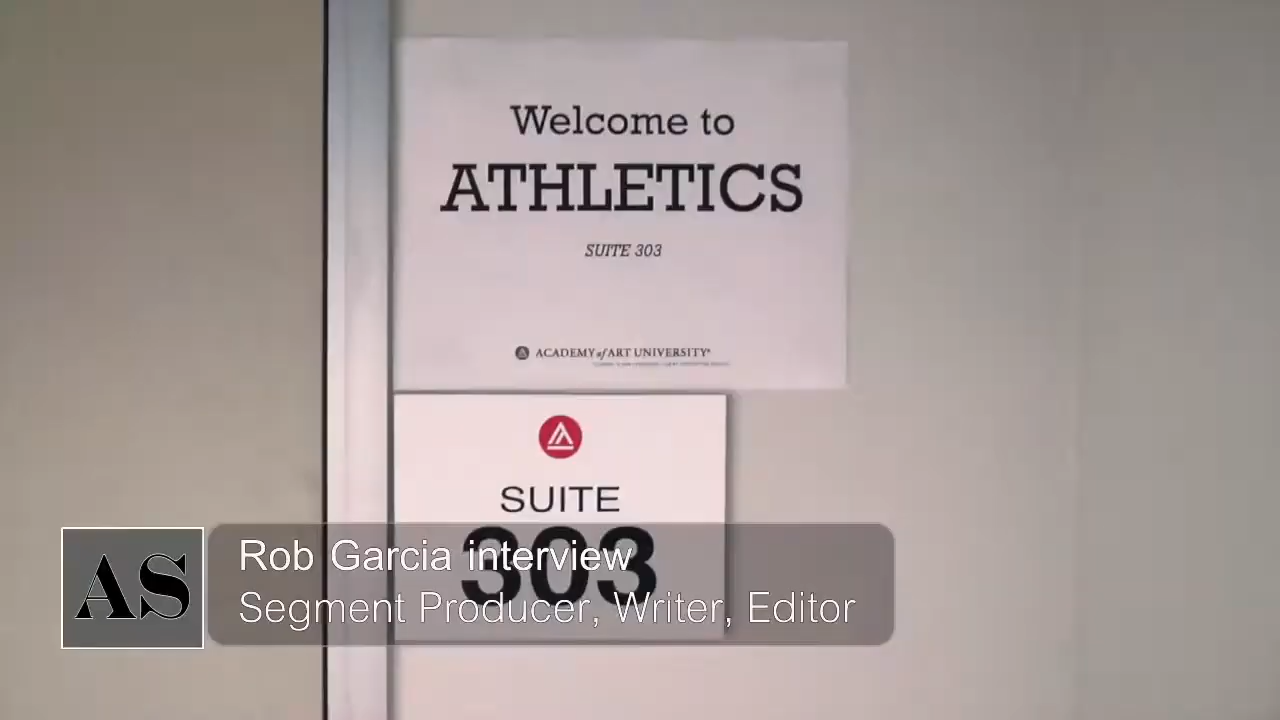 Welcome to
ATHLETICS
SUITE 303
ACADEMY of ART UNIVERSITY®
SUITE
303
AS
Rob Garcia interview
Segment Producer, Writer, Editor